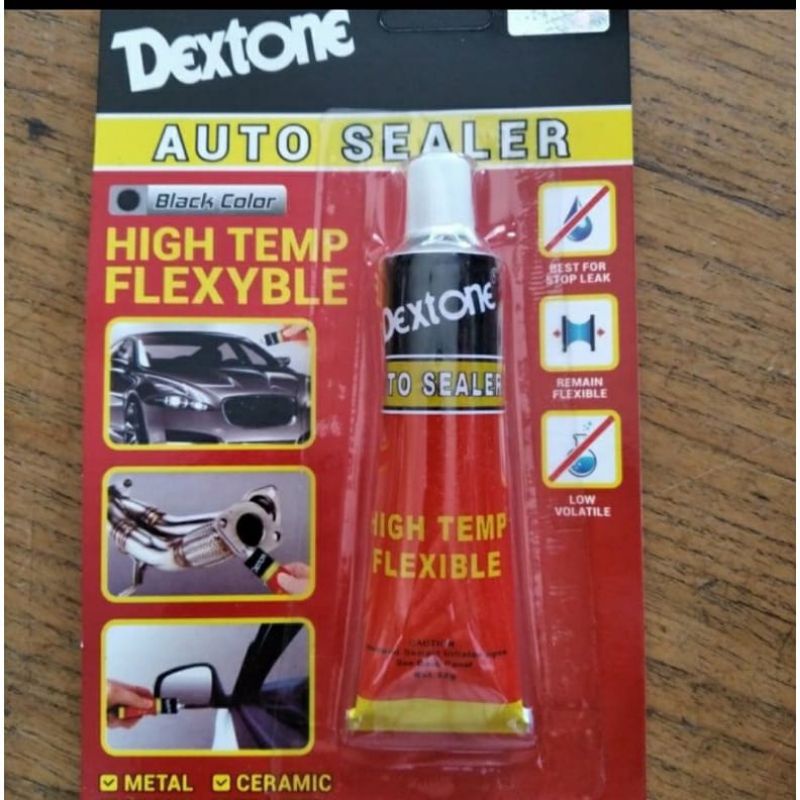 Dextone
AUTO SEALER
Black Color
HIGH TEMP
FLEXYBLE
BEST FOR
STOP LEAK
REMAIN
FLEXIBLE
LOW
VOLATILE
Dextone
TO SEALER
HIGH TEMP
FLEXIBLE
CAUTION
METAL
CERAMIC